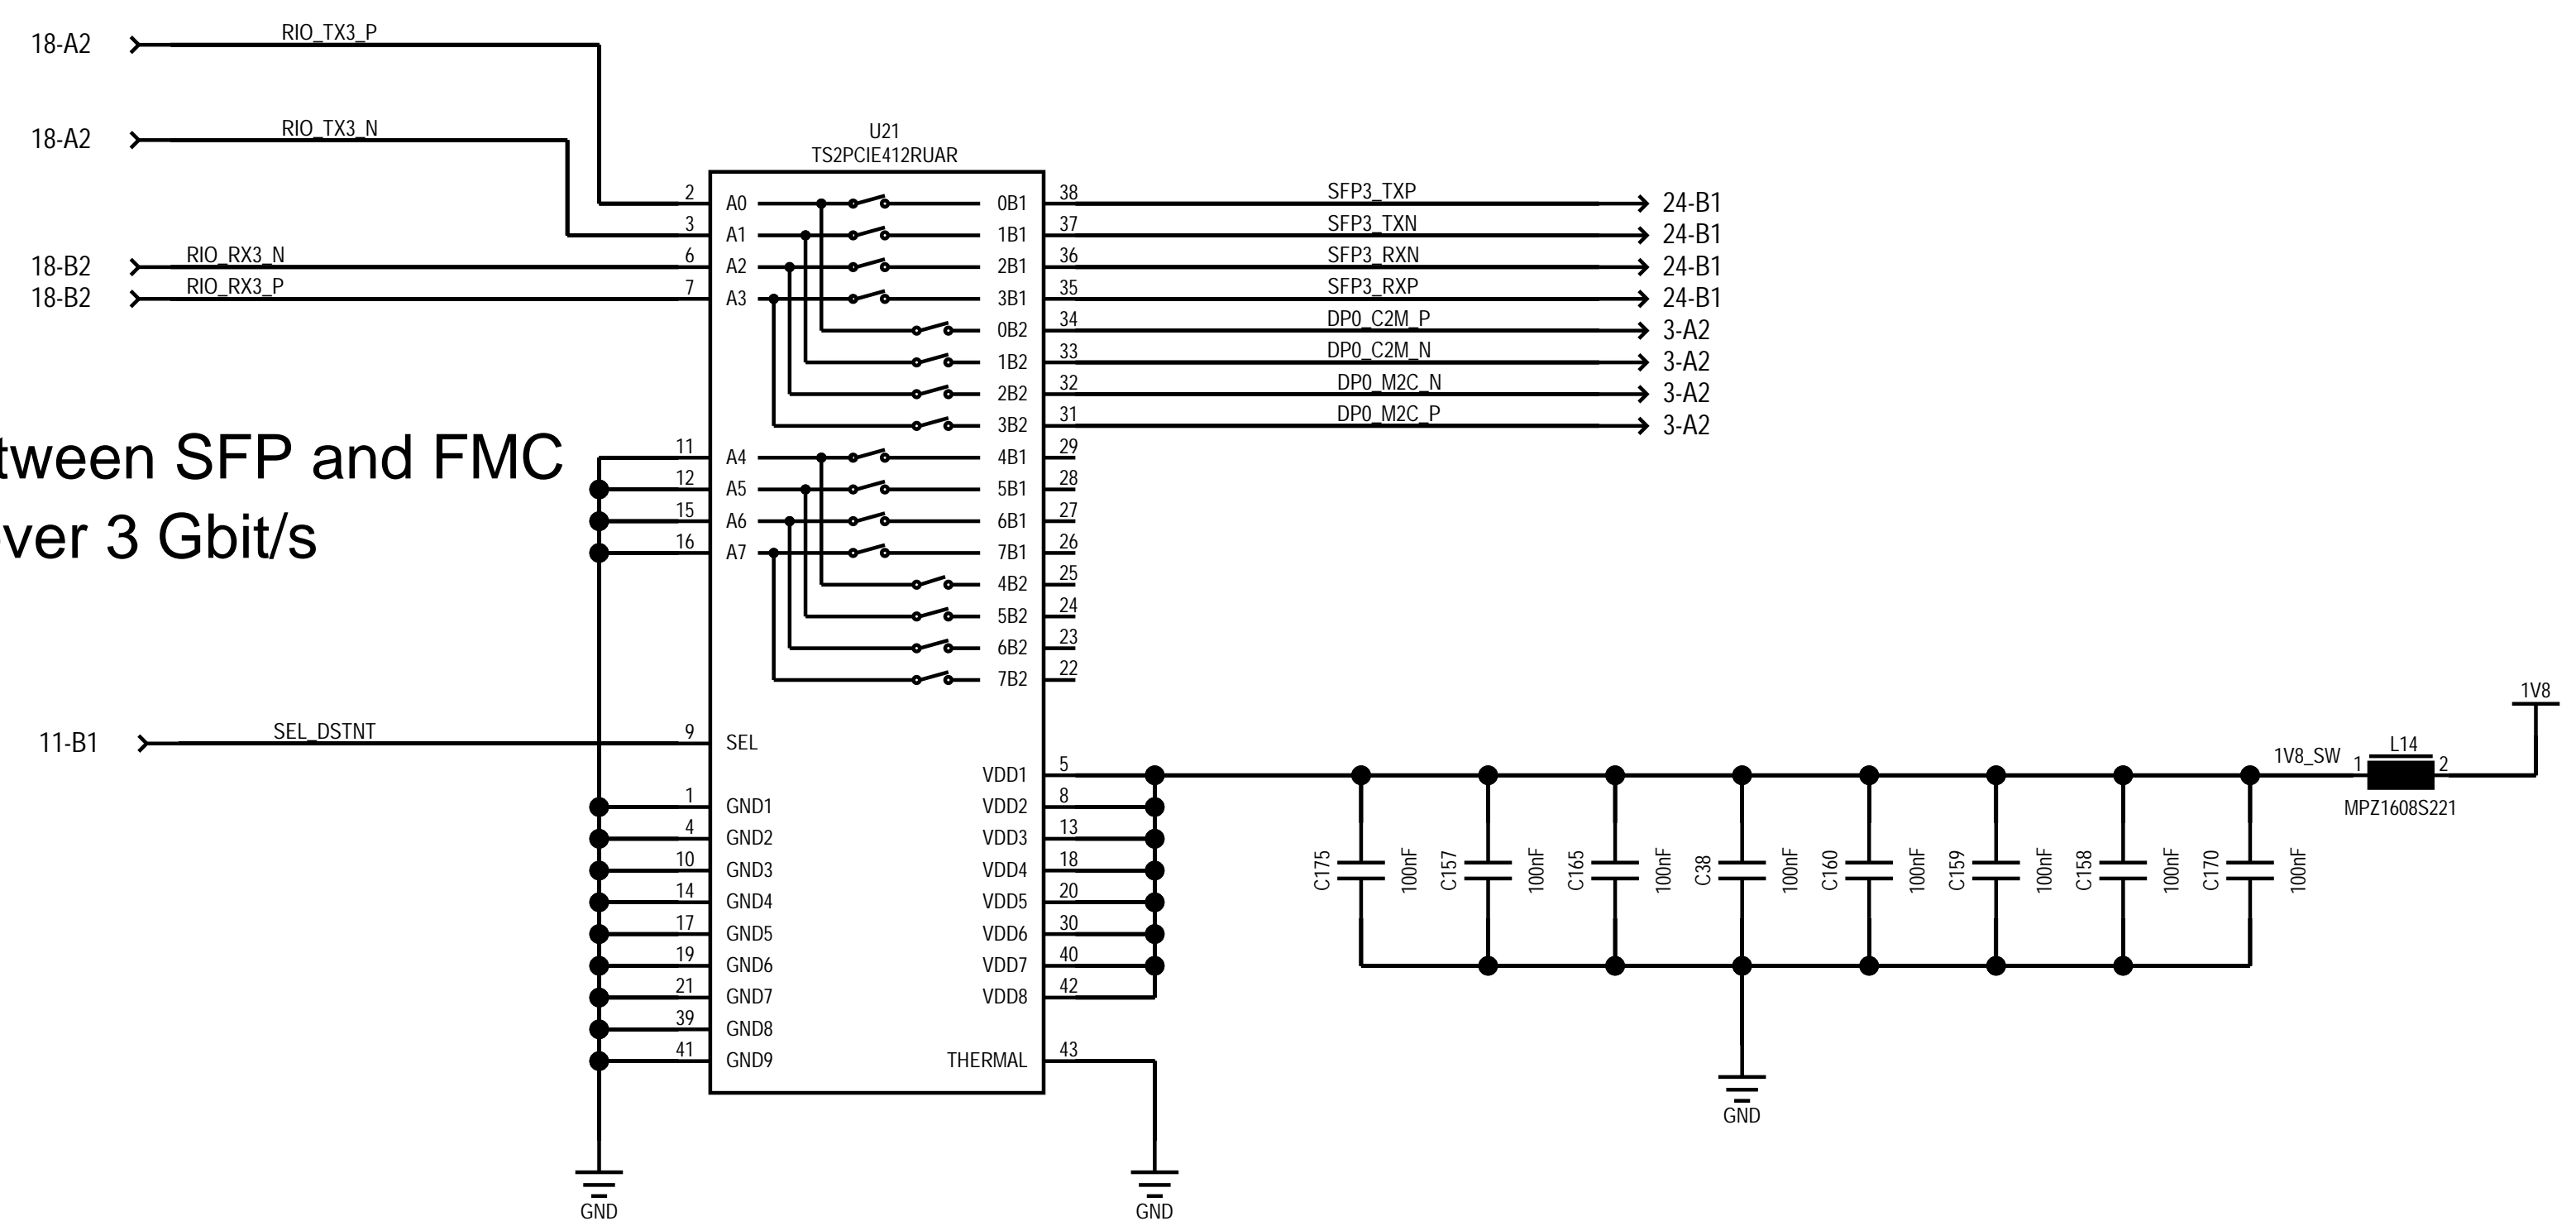 18-A2 RIO_TX3_P
18-A2 RIO_TX3_N
U21
TS2PCIE412RUAR
2 A0 0B1 38 SFP3_TXP 24-B1
3 A1 1B1 37 SFP3_TXN 24-B1
18-B2 RIO_RX3_N 6 A2 2B1 36 SFP3_RXN 24-B1
18-B2 RIO_RX3_P 7 A3 3B1 35 SFP3_RXP 24-B1
0B2 34 DP0_C2M_P 3-A2
1B2 33 DP0_C2M_N 3-A2
2B2 32 DP0_M2C_N 3-A2
3B2 31 DP0_M2C_P 3-A2
tween SFP and FMC
ver 3 Gbit/s
11 A4 4B1 29
12 A5 5B1 28
15 A6 6B1 27
16 A7 7B1 26
4B2 25
5B2 24
6B2 23
7B2 22
11-B1 SEL_DSTNT 9 SEL
VDD1 5
1 GND1 VDD2 8
4 GND2 VDD3 13
10 GND3 VDD4 18
14 GND4 VDD5 20
17 GND5 VDD6 30
19 GND6 VDD7 40
21 GND7 VDD8 42
39 GND8
41 GND9 THERMAL 43
GND
GND
1V8
1V8_SW 1 L14 2
MPZ1608S221
C175 100nF C157 100nF C165 100nF C38 100nF C160 100nF C159 100nF C158 100nF C170 100nF
GND